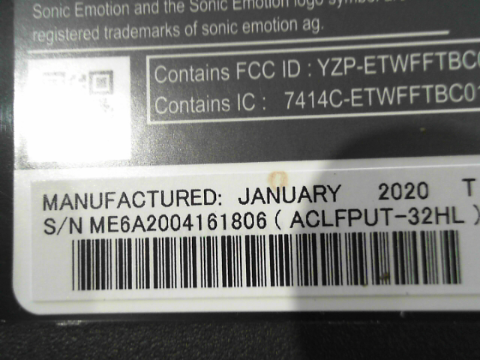 Sonic Emotion and the Sonic Emotion logo symbol are
registered trademarks of sonic emotion ag.
Contains FCC ID : YZP-ETWFFTBC0
Contains IC : 7414C-ETWFFTBC01
MANUFACTURED: JANUARY 2020 T
S/N ME6A2004161806 ( ACLFPUT-32HL )